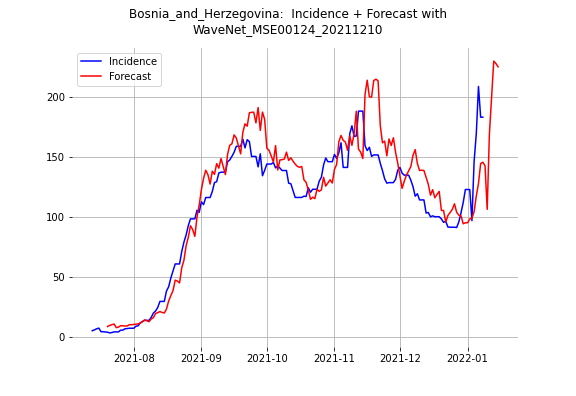 Bosnia_and_Herzegovina:  Incidence + Forecast with
WaveNet_MSE00124_20211210
Incidence
Forecast
200
150
100
50
0
2021-08 2021-09 2021-10 2021-11 2021-12 2022-01